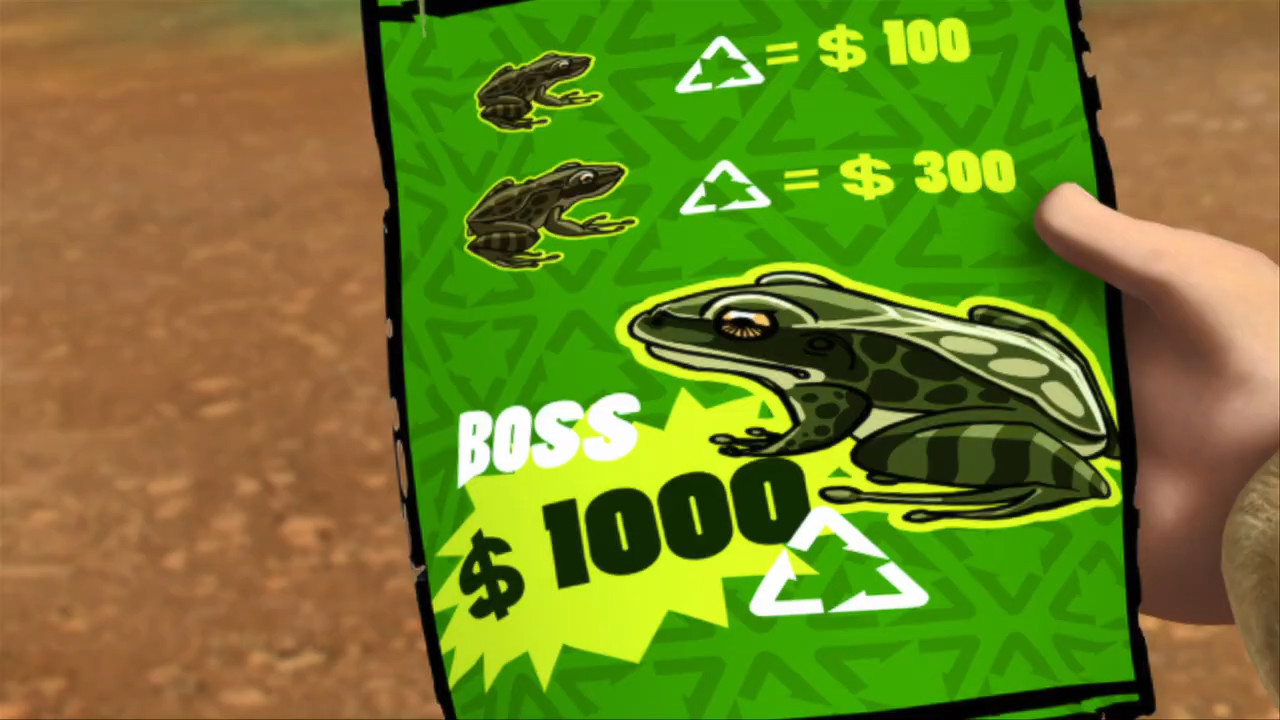 = $ 100
= $ 300
BOSS
$ 1000